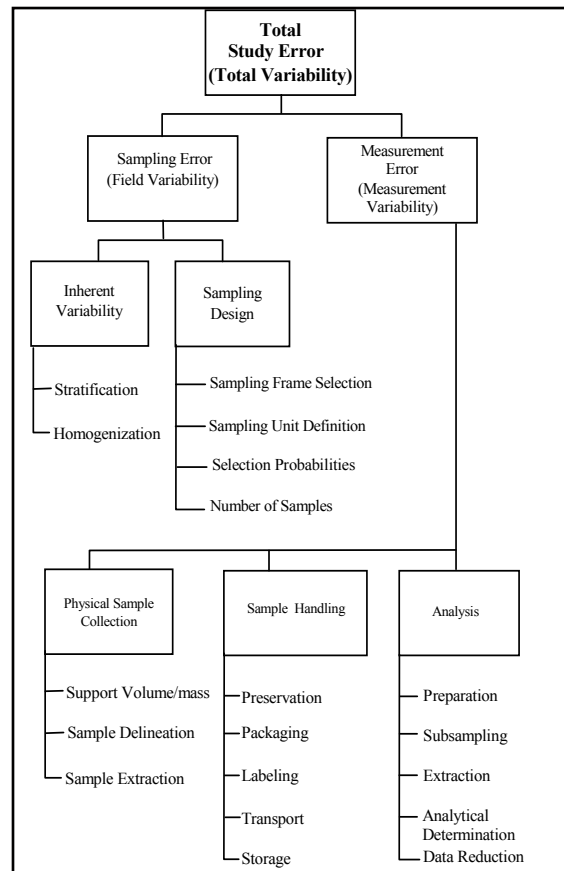 Total
Study Error
(Total Variability)
Sampling Error
(Field Variability)
Measurement
Error
(Measurement
Variability)
Inherent
Variability
Sampling
Design
Stratification
Homogenization
Sampling Frame Selection
Sampling Unit Definition
Selection Probabilities
Number of Samples
Physical Sample
Collection
Sample Handling
Analysis
Support Volume/mass
Sample Delineation
Sample Extraction
Preservation
Packaging
Labeling
Transport
Storage
Preparation
Subsampling
Extraction
Analytical
Determination
Data Reduction